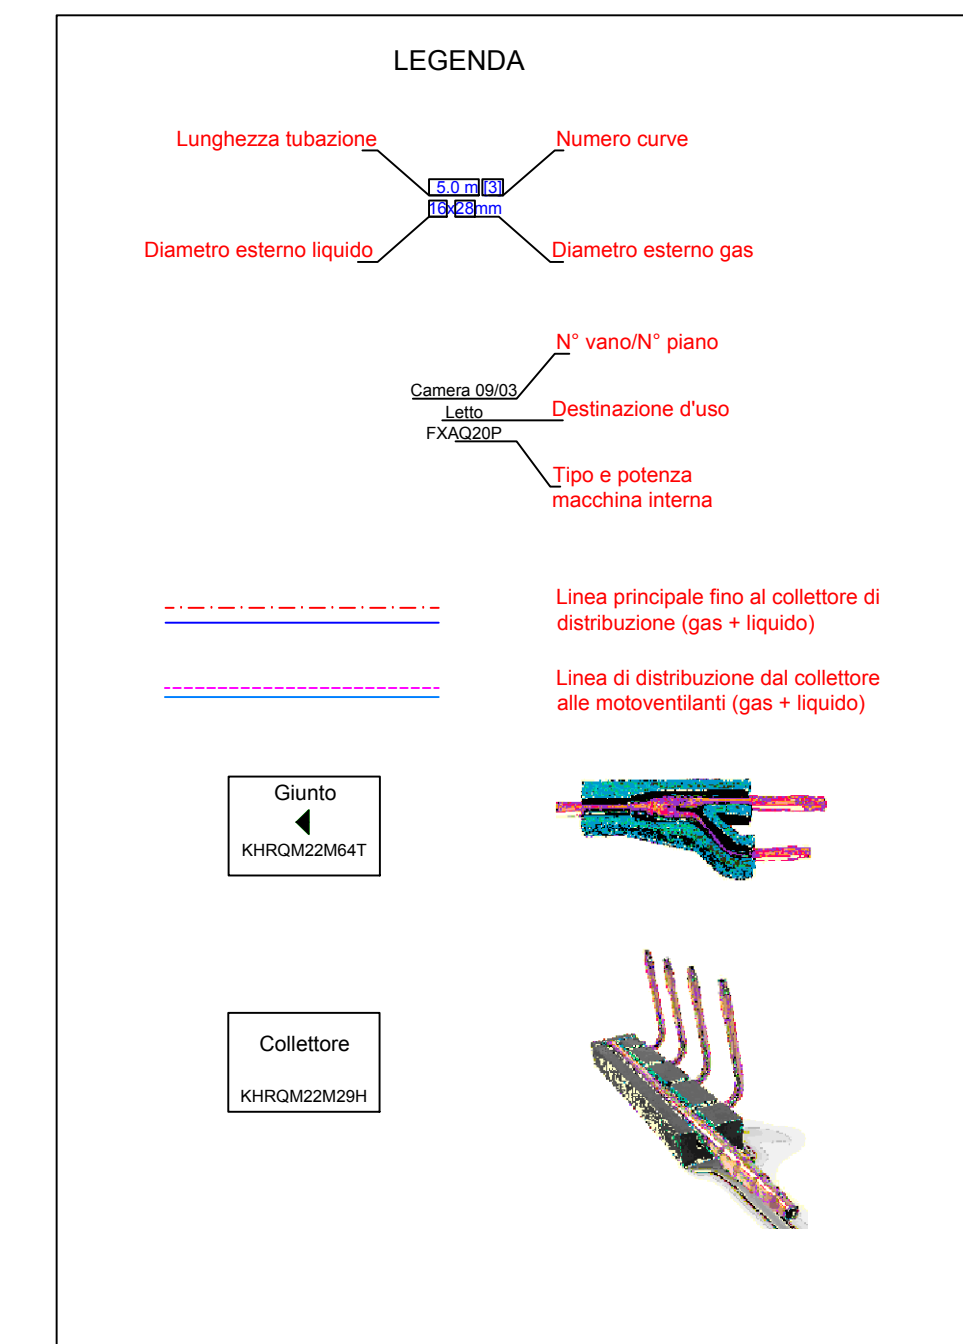 LEGENDA
Lunghezza tubazione
Numero curve
5.0 m [3]
16x28mm
Diametro esterno liquido
Diametro esterno gas
N° vano/N° piano
Camera 09/03
Letto
Destinazione d'uso
FXAQ20P
Tipo e potenza
macchina interna
Linea principale fino al collettore di
distribuzione (gas + liquido)
Linea di distribuzione dal collettore
alle motoventilanti (gas + liquido)
Giunto
KHRQM22M64T
Collettore
KHRQM22M29H